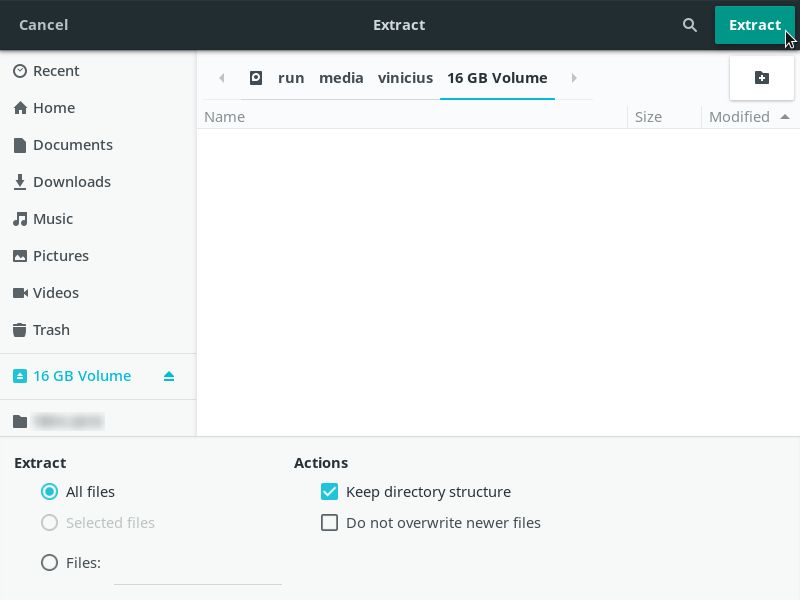 Cancel
Extract
Extract
Recent
Home
Documents
Downloads
Music
Pictures
Videos
Trash
16 GB Volume
run media vinicius 16 GB Volume
Name Size Modified
Extract
All files
Selected files
Files:
Actions
Keep directory structure
Do not overwrite newer files